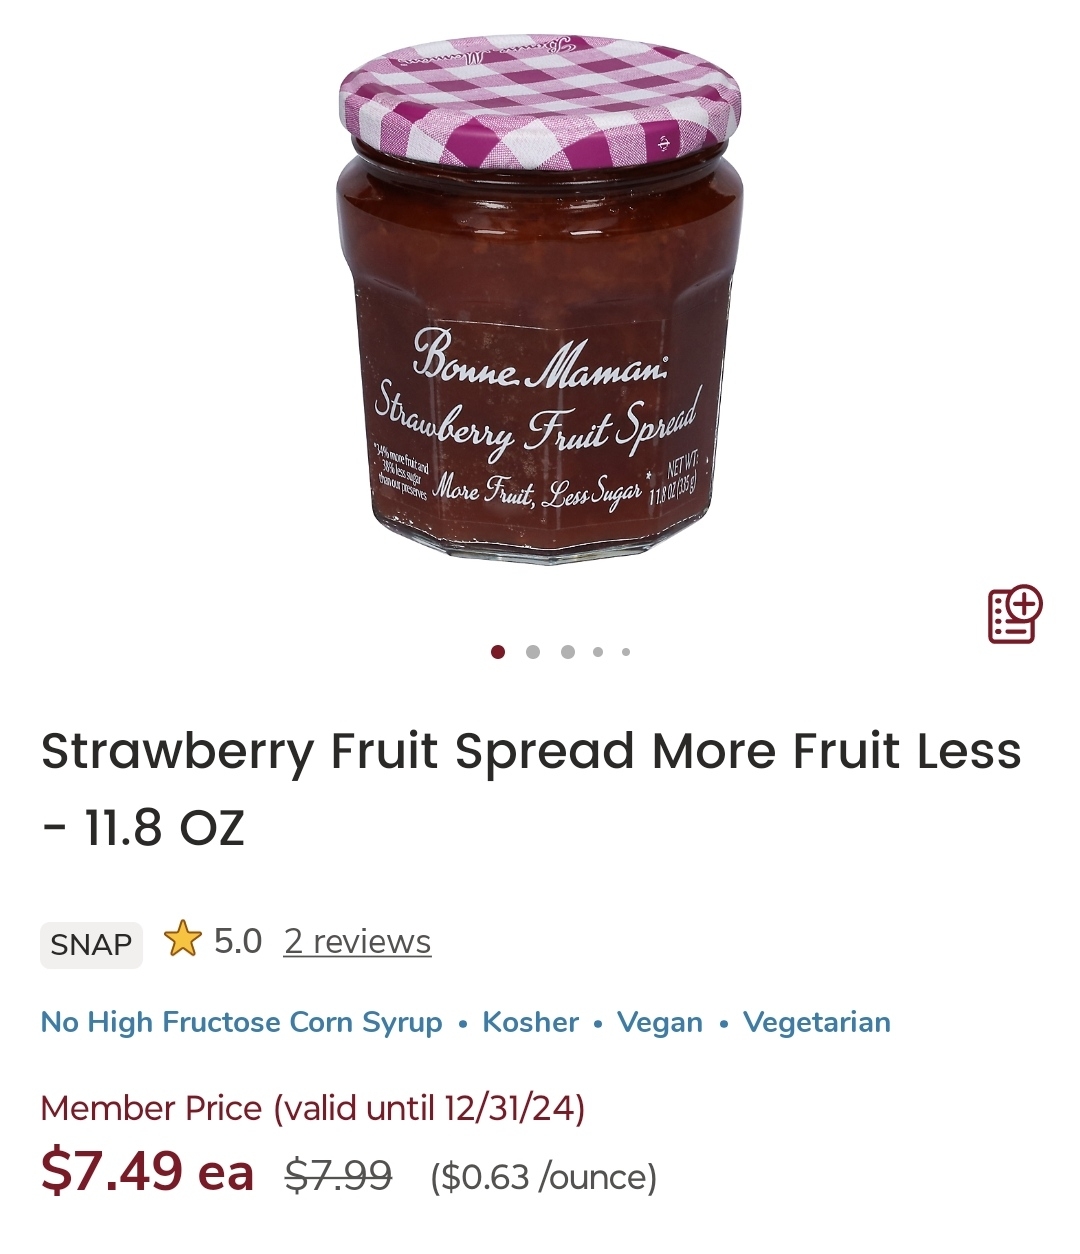 Bonne Maman
Bonne Maman.
Strawberry Fruit Spread
*34% more fruit and
38% less sugar
than our preserves
More Fruit, Less Sugar*
NET WT.
11.8 OZ (335 g)
Strawberry Fruit Spread More Fruit Less
- 11.8 OZ
SNAP 5.0 2 reviews
No High Fructose Corn Syrup • Kosher • Vegan • Vegetarian
Member Price (valid until 12/31/24)
$7.49 ea $7.99 ($0.63 /ounce)